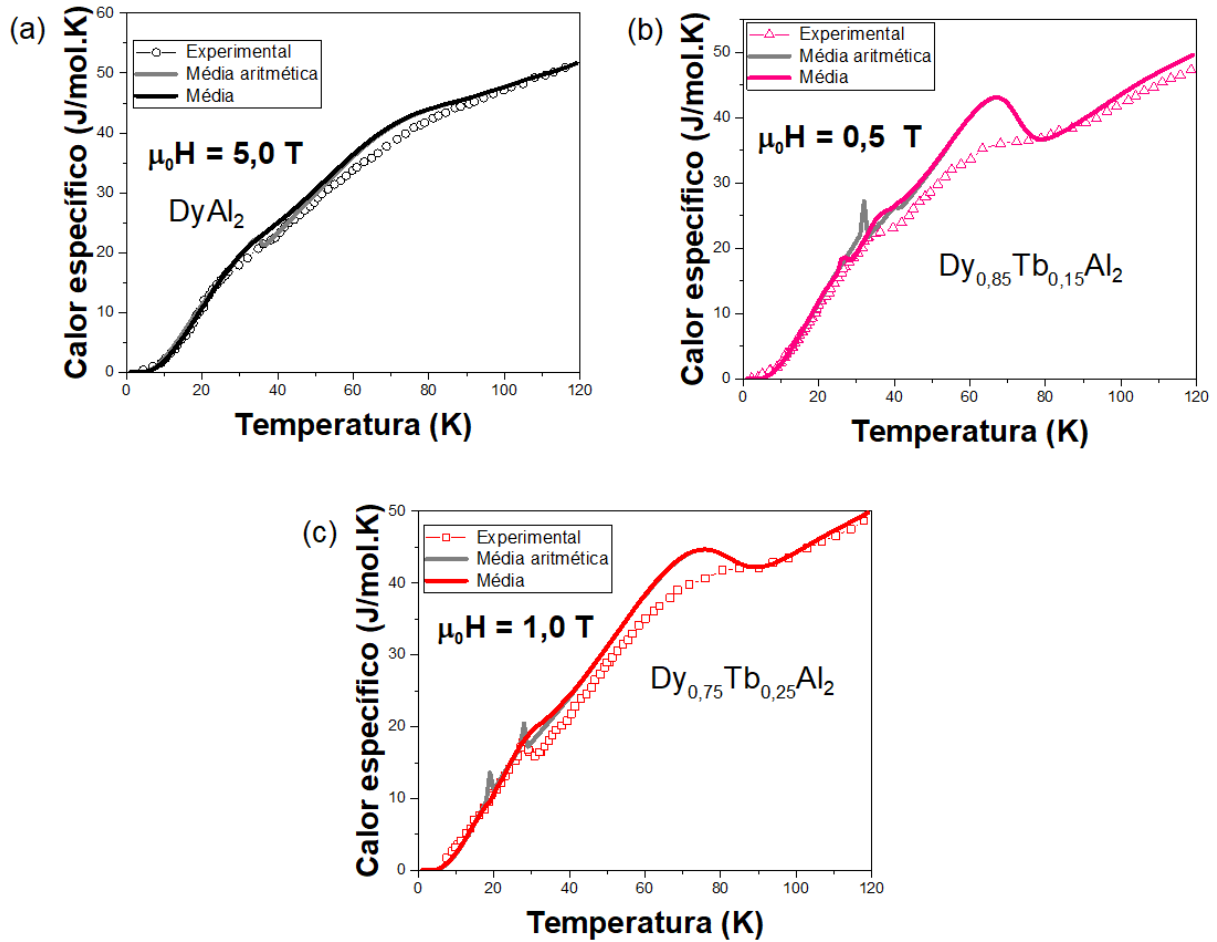 (a)
60
50
40
30
20
10
0
Calor específico (J/mol.K)
Experimental
Média aritmética
Média
μ₀H = 5,0 T
DyAl₂
0 20 40 60 80 100 120
Temperatura (K)
(b)
50
40
30
20
10
0
Calor específico (J/mol.K)
Experimental
Média aritmética
Média
μ₀H = 0,5 T
Dy₀,₈₅Tb₀,₁₅Al₂
0 20 40 60 80 100 120
Temperatura (K)
(c)
50
40
30
20
10
0
Calor específico (J/mol.K)
Experimental
Média aritmética
Média
μ₀H = 1,0 T
Dy₀,₇₅Tb₀,₂₅Al₂
0 20 40 60 80 100 120
Temperatura (K)